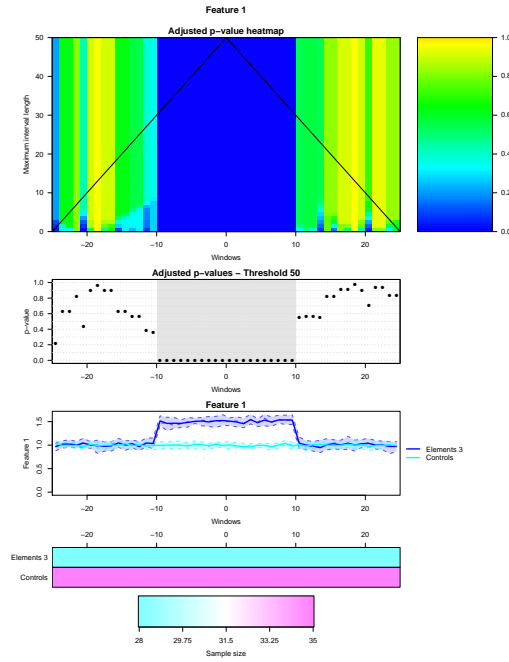 Feature 1
Adjusted p−value heatmap
Maximum interval length
50
40
30
20
10
0
−20 −10 0 10 20
Windows
1.0
0.8
0.6
0.4
0.2
0.0
Adjusted p−values − Threshold 50
p−value
1.0
0.8
0.6
0.4
0.2
0.0
−20 −10 0 10 20
Windows
Feature 1
Feature 1
1.5
1.0
0.5
0.0
Elements 3
Controls
−20 −10 0 10 20
Windows
−20 −10 0 10 20
Elements 3
Controls
28 29.75 31.5 33.25 35
Sample size